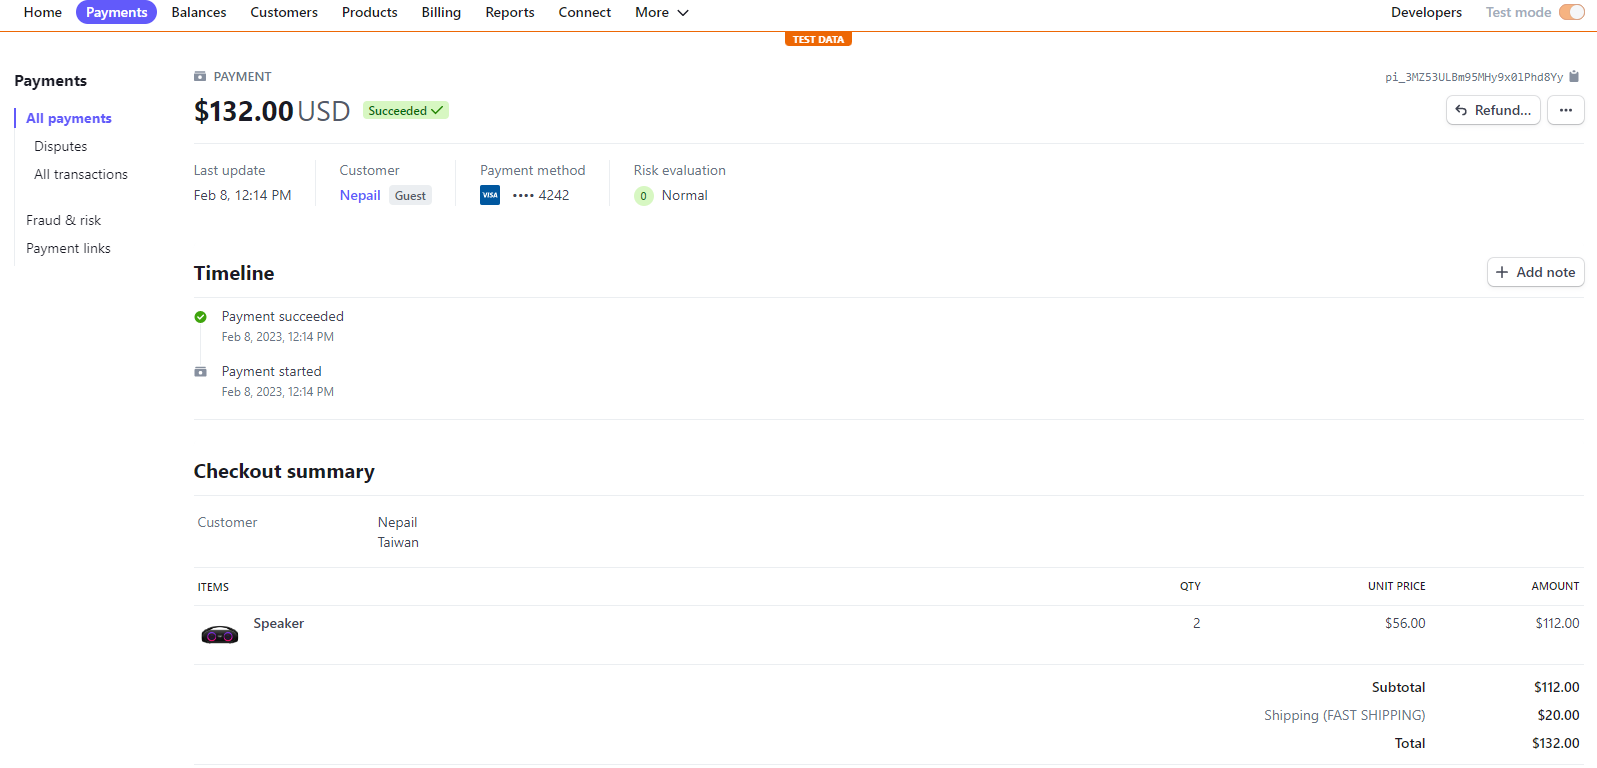 Home Payments Balances Customers Products Billing Reports Connect More Developers Test mode
TEST DATA
Payments
All payments
Disputes
All transactions
Fraud & risk
Payment links
PAYMENT pi_3MZ53ULBm95MHy9x01Phd8Yy
$132.00 USD Succeeded Refund... ...
Last update Customer Payment method Risk evaluation
Feb 8, 12:14 PM Nepail Guest VISA •••• 4242 0 Normal
Timeline Add note
Payment succeeded
Feb 8, 2023, 12:14 PM
Payment started
Feb 8, 2023, 12:14 PM
Checkout summary
Customer Nepail
Taiwan
ITEMS QTY UNIT PRICE AMOUNT
Speaker 2 $56.00 $112.00
Subtotal $112.00
Shipping (FAST SHIPPING) $20.00
Total $132.00